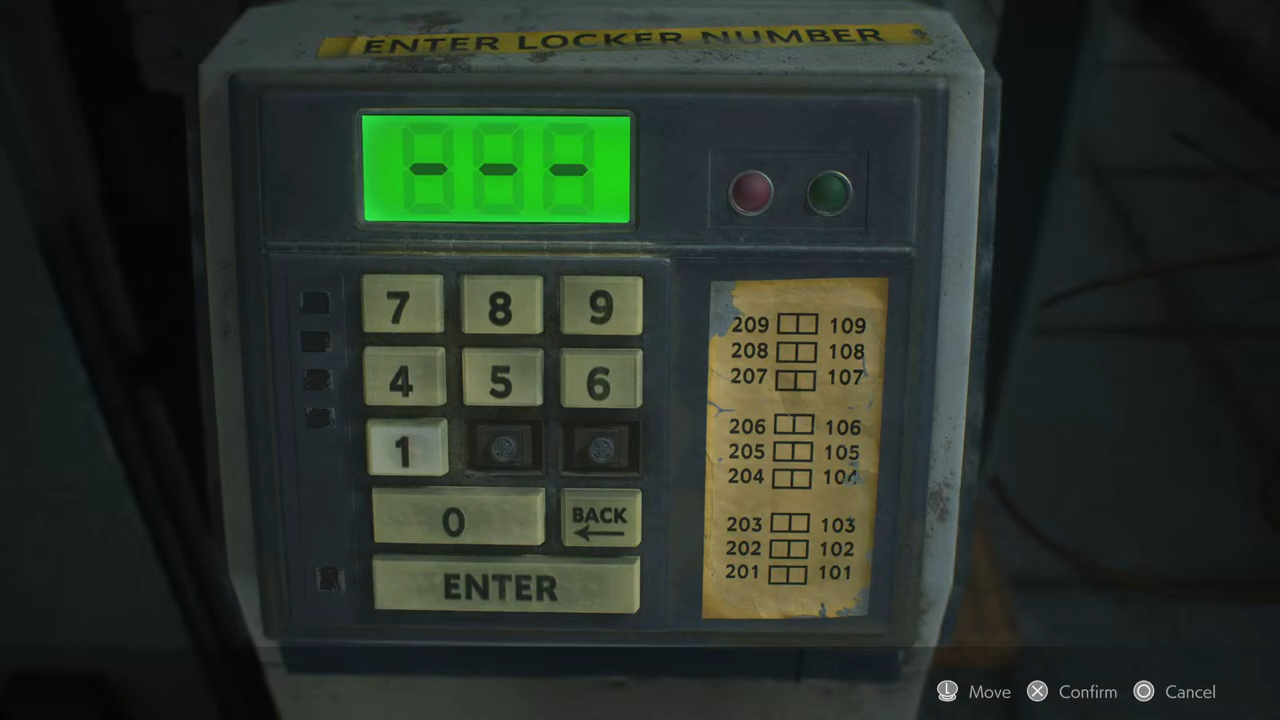 ENTER LOCKER NUMBER
7 8 9
4 5 6
1
0 BACK
ENTER
209 109
208 108
207 107
206 106
205 105
204 104
203 103
202 102
201 101
L Move Confirm Cancel